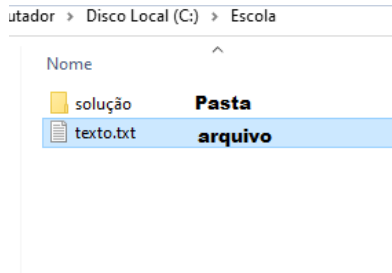 utador > Disco Local (C:) > Escola
Nome
solução Pasta
texto.txt arquivo